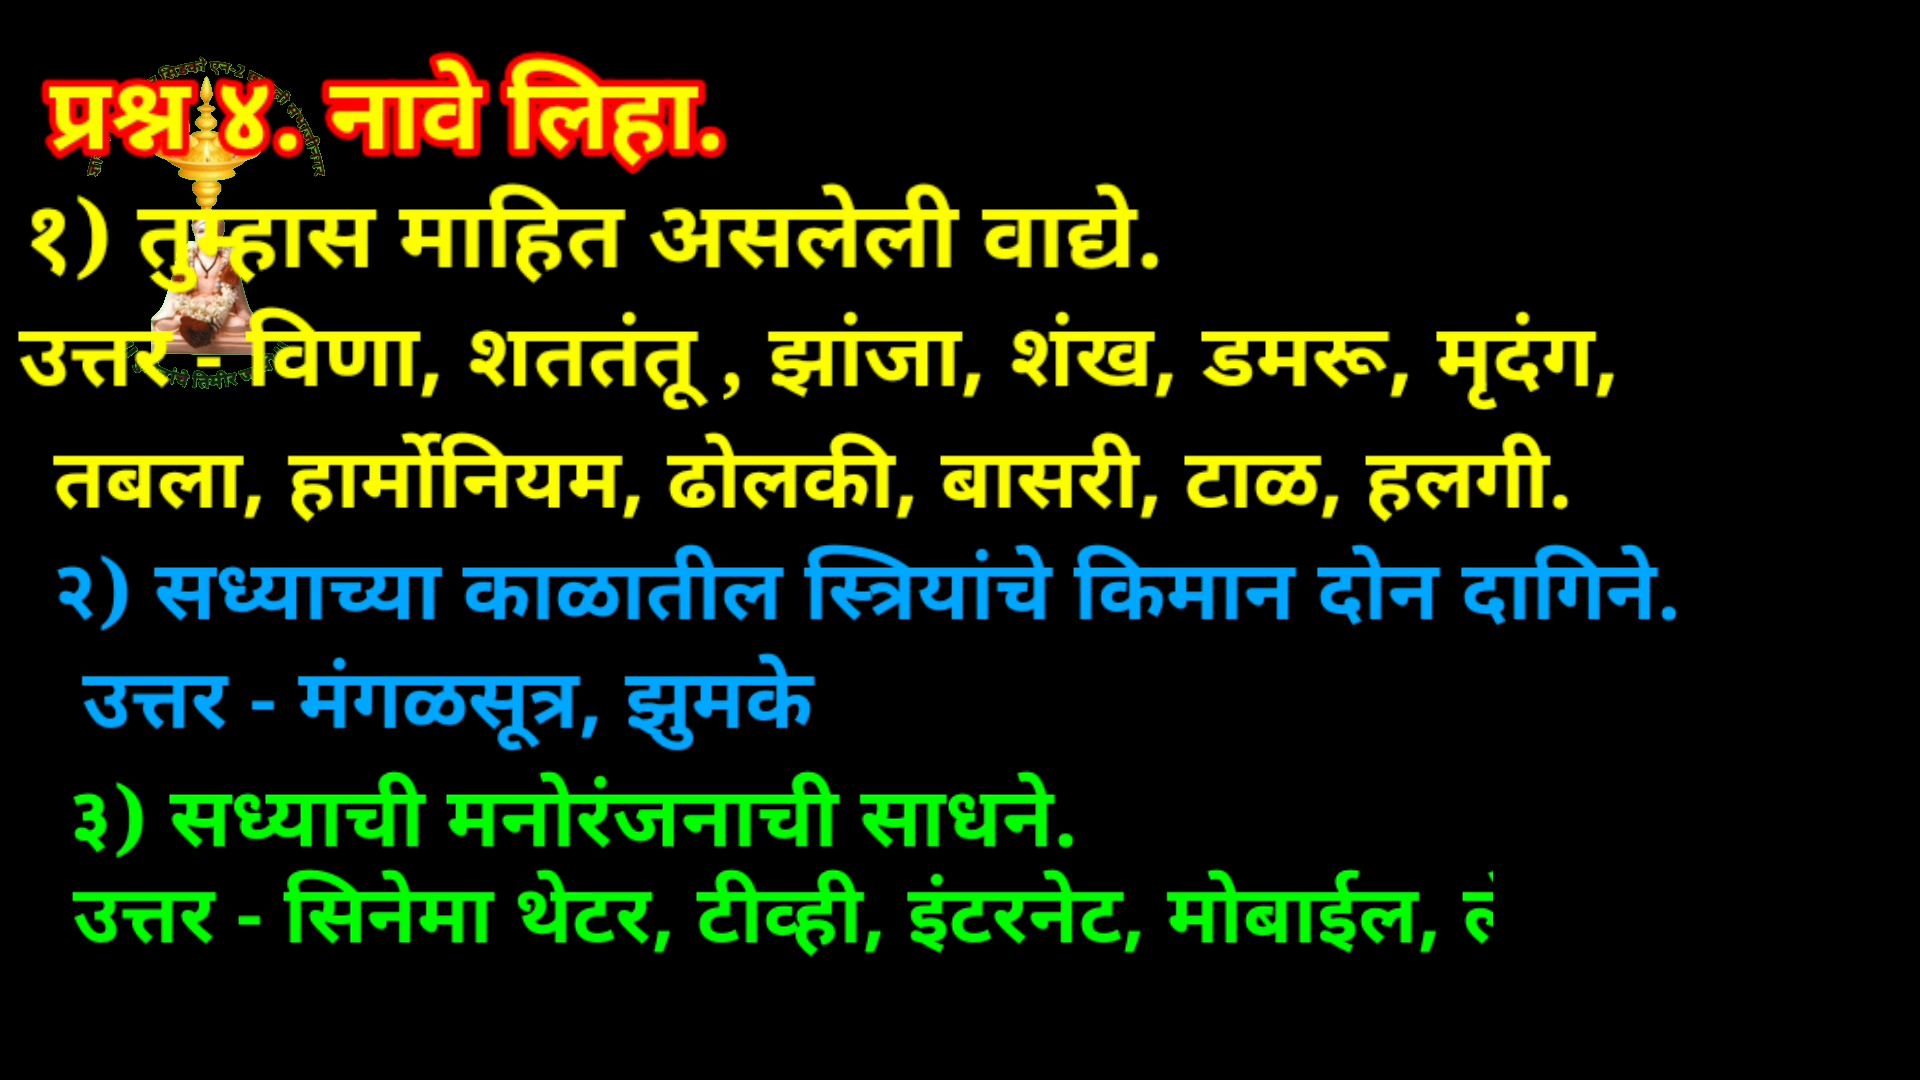 प्रश्न ४. नावे लिहा.
१) तुम्हास माहित असलेली वाद्ये.
उत्तर - विणा, शततंतू , झांजा, शंख, डमरू, मृदंग,
तबला, हार्मोनियम, ढोलकी, बासरी, टाळ, हलगी.
२) सध्याच्या काळातील स्त्रियांचे किमान दोन दागिने.
उत्तर - मंगळसूत्र, झुमके
३) सध्याची मनोरंजनाची साधने.
उत्तर - सिनेमा थेटर, टीव्ही, इंटरनेट, मोबाईल,